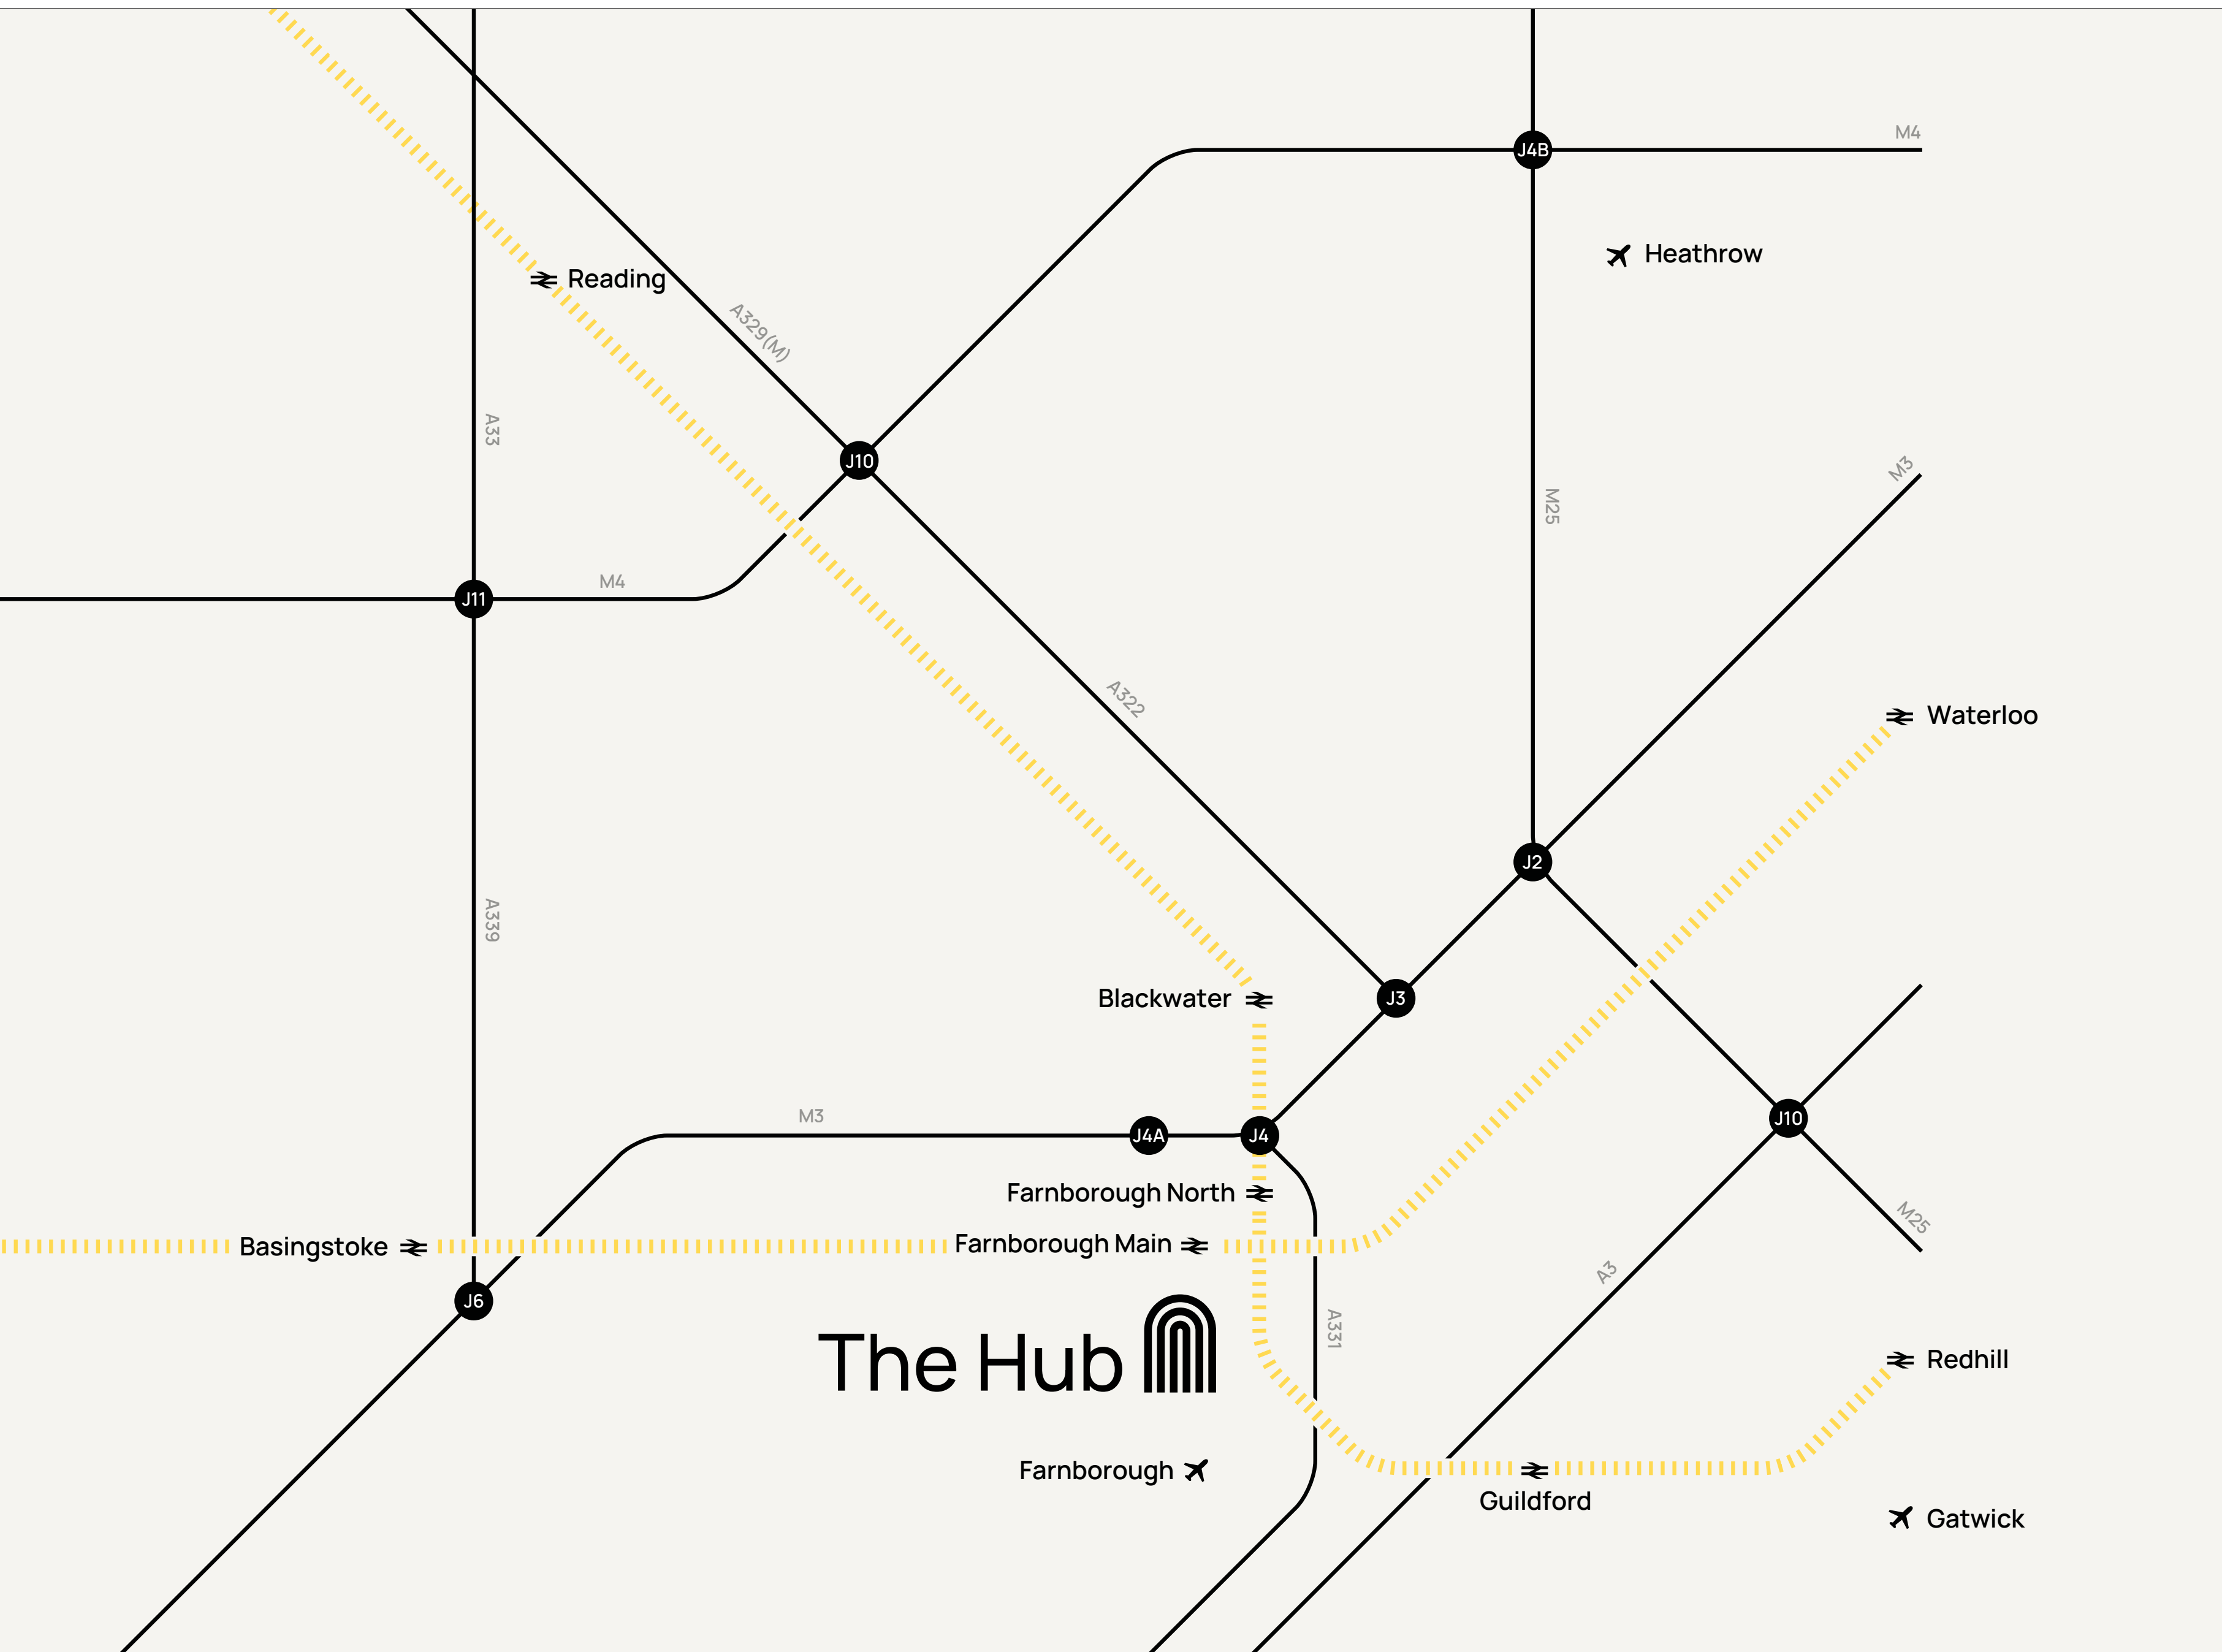 M4
J4B
Heathrow
Reading
A329(M)
A33
J10
M3
M25
J11
M4
A322
Waterloo
J2
A339
Blackwater
J3
M3
J4A
J4
J10
Farnborough North
Basingstoke
Farnborough Main
M25
A3
J6
The Hub
A331
Redhill
Farnborough
Guildford
Gatwick